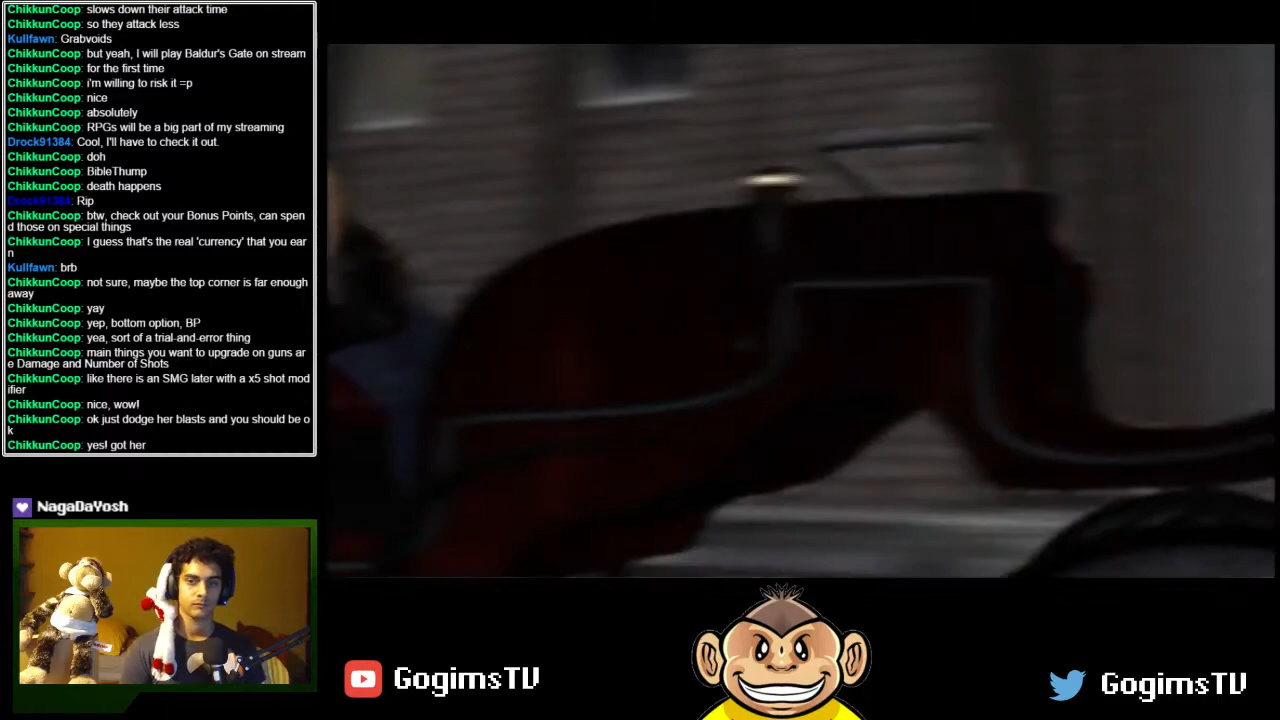 ChikkunCoop: slows down their attack time
ChikkunCoop: so they attack less
Kullfawn: Grabvoids
ChikkunCoop: but yeah, I will play Baldur's Gate on stream
ChikkunCoop: for the first time
ChikkunCoop: i'm willing to risk it =p
ChikkunCoop: nice
ChikkunCoop: absolutely
ChikkunCoop: RPGs will be a big part of my streaming
Drock91384: Cool, I'll have to check it out.
ChikkunCoop: doh
ChikkunCoop: BibleThump
ChikkunCoop: death happens
Drock91384: Rip
ChikkunCoop: btw, check out your Bonus Points, can spen
d those on special things
ChikkunCoop: I guess that's the real 'currency' that you ear
n
Kullfawn: brb
ChikkunCoop: not sure, maybe the top corner is far enough
away
ChikkunCoop: yay
ChikkunCoop: yep, bottom option, BP
ChikkunCoop: yea, sort of a trial-and-error thing
ChikkunCoop: main things you want to upgrade on guns ar
e Damage and Number of Shots
ChikkunCoop: like there is an SMG later with a x5 shot mod
ifier
ChikkunCoop: nice, wow!
ChikkunCoop: ok just dodge her blasts and you should be o
k
ChikkunCoop: yes! got her
NagaDaYosh
GogimsTV
GogimsTV